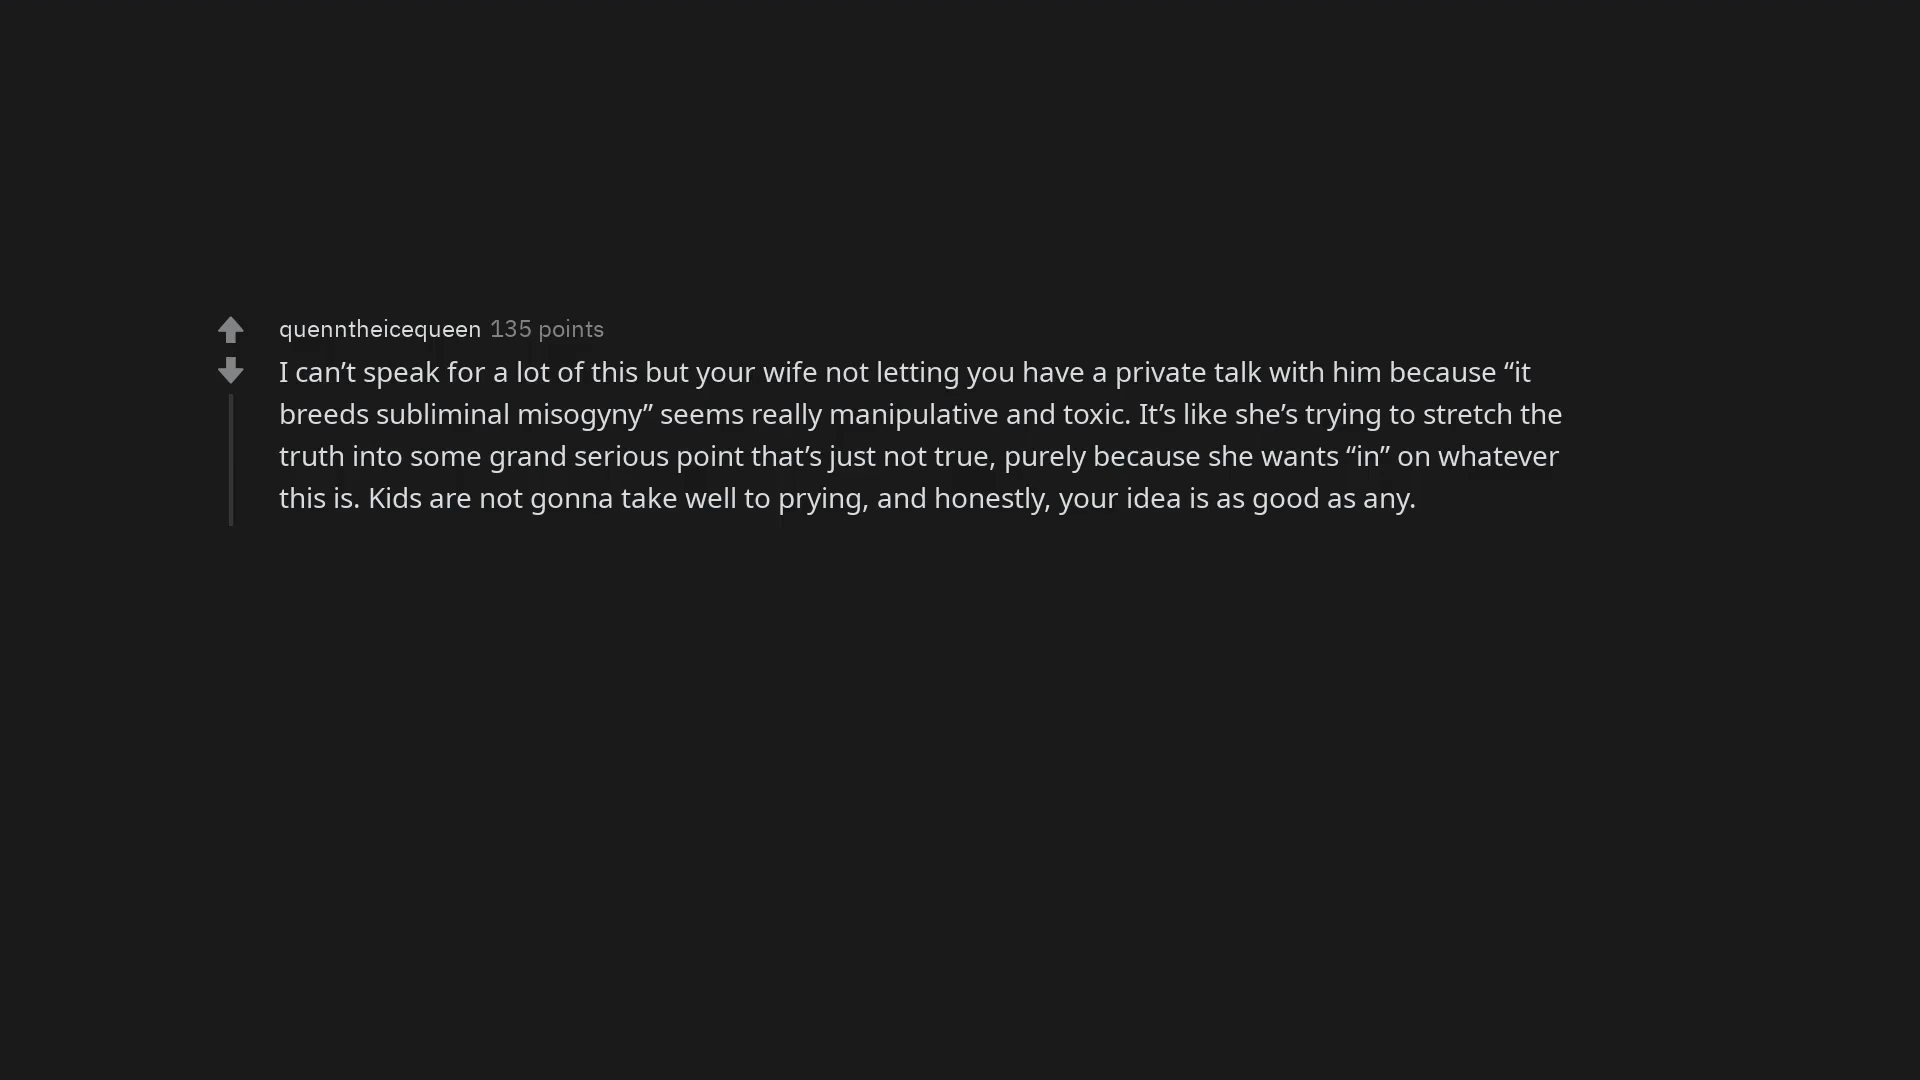 quenntheicequeen 135 points
I can’t speak for a lot of this but your wife not letting you have a private talk with him because “it
breeds subliminal misogyny” seems really manipulative and toxic. It’s like she’s trying to stretch the
truth into some grand serious point that’s just not true, purely because she wants “in” on whatever
this is. Kids are not gonna take well to prying, and honestly, your idea is as good as any.